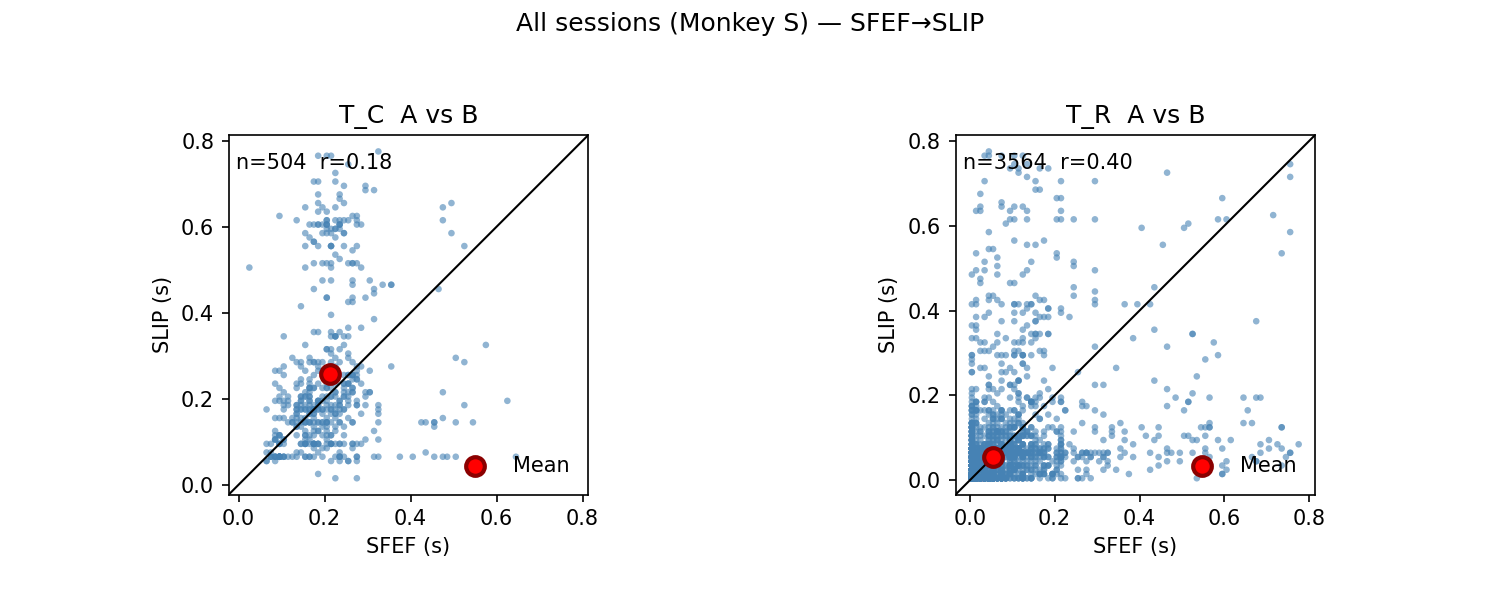 All sessions (Monkey S) — SFEF→SLIP
T_C  A vs B
n=504  r=0.18
0.8
0.6
0.4
0.2
0.0
SLIP (s)
0.0 0.2 0.4 0.6 0.8
SFEF (s)
Mean
T_R  A vs B
n=3564  r=0.40
0.8
0.6
0.4
0.2
0.0
SLIP (s)
0.0 0.2 0.4 0.6 0.8
SFEF (s)
Mean